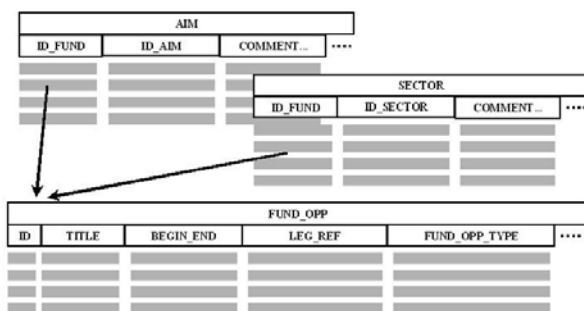 AIM
ID_FUND ID_AIM COMMENT... ....
SECTOR
ID_FUND ID_SECTOR COMMENT... ....
FUND_OPP
ID TITLE BEGIN_END LEG_REF FUND_OPP_TYPE ....